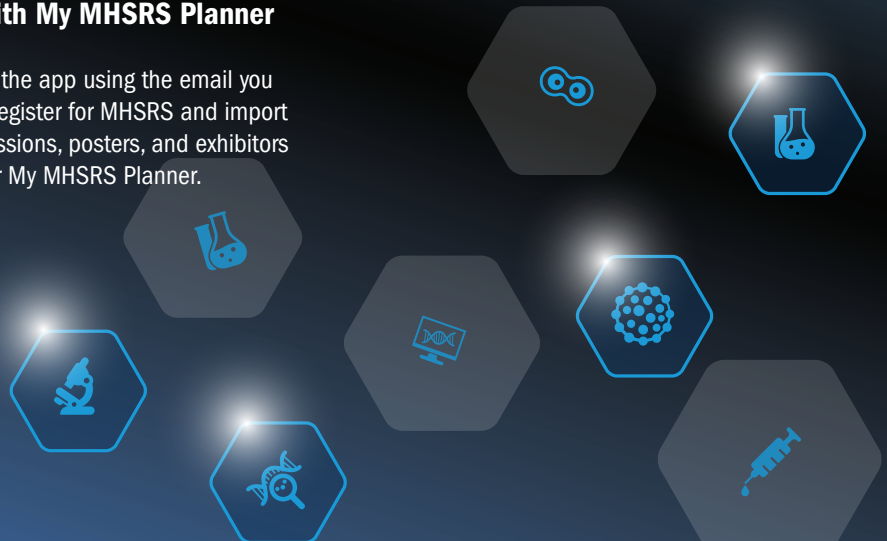 ith My MHSRS Planner
the app using the email you
egister for MHSRS and import
ssions, posters, and exhibitors
My MHSRS Planner.